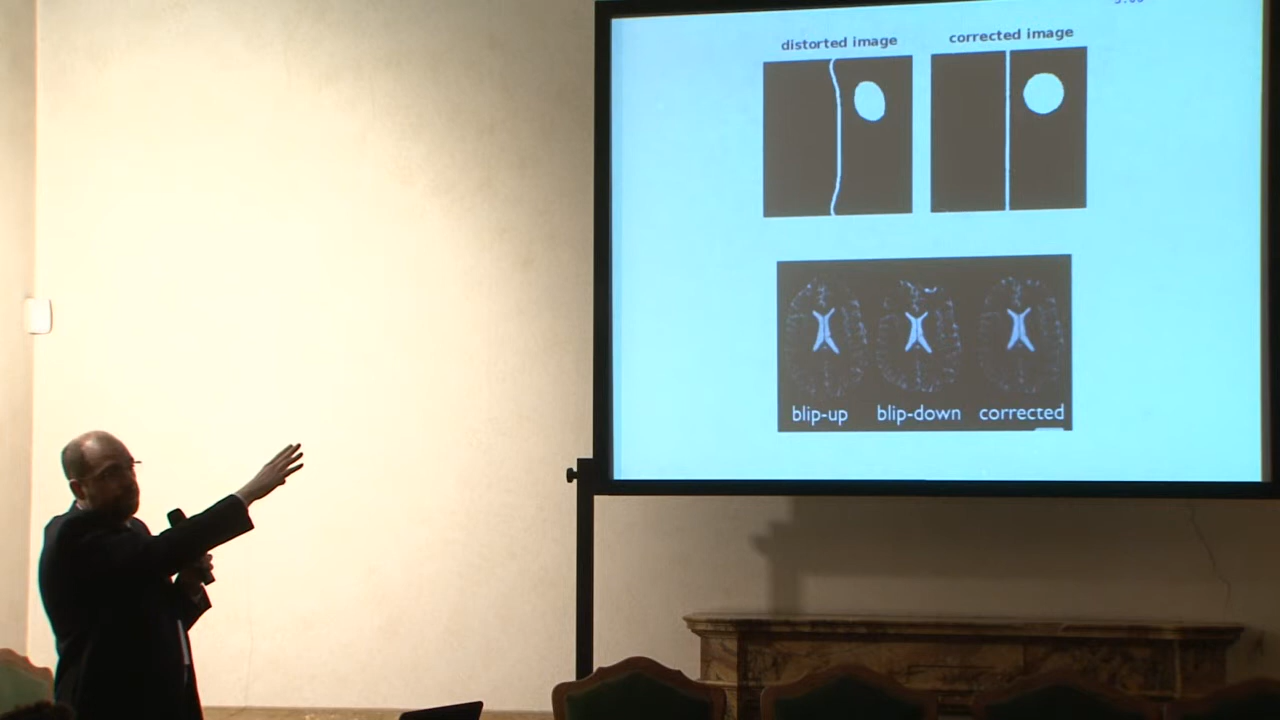 distorted image
corrected image
blip-up
blip-down
corrected